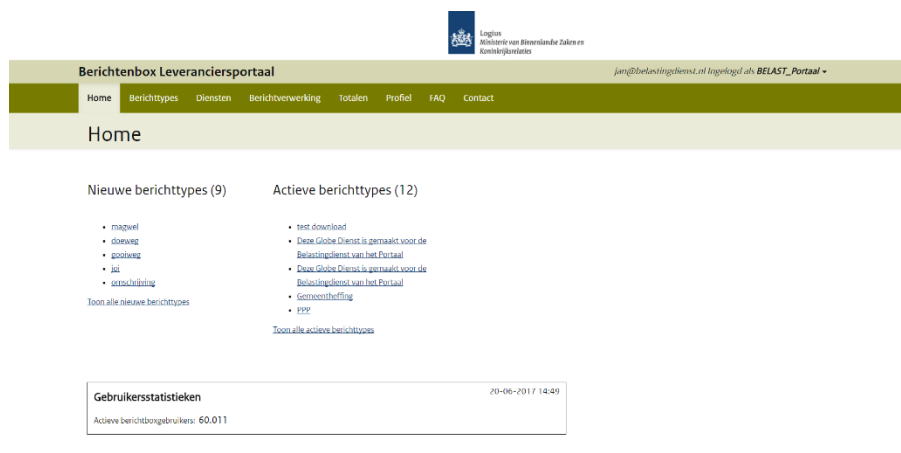 Logius
Ministerie van Binnenlandse Zaken en
Koninkrijksrelaties
Berichtenbox Leveranciersportaal
jan@belastingdienst.nl Ingelogd als BELAST_Portaal
Home Berichttypes Diensten Berichtverwerking Totalen Profiel FAQ Contact
Home
Nieuwe berichttypes (9)
• magwel
• doeweg
• gooiweg
• joi
• omschrijving
Toon alle nieuwe berichttypes
Actieve berichttypes (12)
• test download
• Deze Globe Dienst is gemaakt voor de
Belastingdienst van het Portaal
• Deze Globe Dienst is gemaakt voor de
Belastingdienst van het Portaal
• Gemeentheffing
• PPP
Toon alle actieve berichttypes
Gebruikersstatistieken
20-06-2017 14:49
Actieve berichtboxgebruikers: 60.011